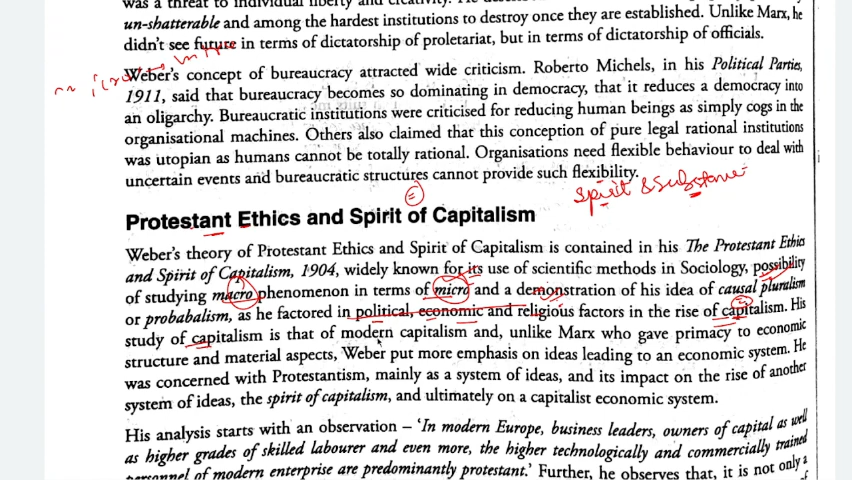 was a threat to individual liberty and creativity. He
un-shatterable and among the hardest institutions to destroy once they are established. Unlike Marx, he
didn't see future in terms of dictatorship of proletariat, but in terms of dictatorship of officials.
Weber's concept of bureaucracy attracted wide criticism. Roberto Michels, in his Political Parties,
1911, said that bureaucracy becomes so dominating in democracy, that it reduces a democracy into
an oligarchy. Bureaucratic institutions were criticised for reducing human beings as simply cogs in the
organisational machines. Others also claimed that this conception of pure legal rational institutions
was utopian as humans cannot be totally rational. Organisations need flexible behaviour to deal with
uncertain events and bureaucratic structures cannot provide such flexibility.
Spirit & substance
Protestant Ethics and Spirit of Capitalism
Weber's theory of Protestant Ethics and Spirit of Capitalism is contained in his The Protestant Ethics
and Spirit of Capitalism, 1904, widely known for its use of scientific methods in Sociology, possibility
of studying macro phenomenon in terms of micro and a demonstration of his idea of causal pluralism
or probabalism, as he factored in political, economic and religious factors in the rise of capitalism. His
study of capitalism is that of modern capitalism and, unlike Marx who gave primacy to economic
structure and material aspects, Weber put more emphasis on ideas leading to an economic system. He
was concerned with Protestantism, mainly as a system of ideas, and its impact on the rise of another
system of ideas, the spirit of capitalism, and ultimately on a capitalist economic system.
His analysis starts with an observation – 'In modern Europe, business leaders, owners of capital as well
as higher grades of skilled labourer and even more, the higher technologically and commercially trained
personnel of modern enterprise are predominantly protestant.' Further, he observes that, it is not only a